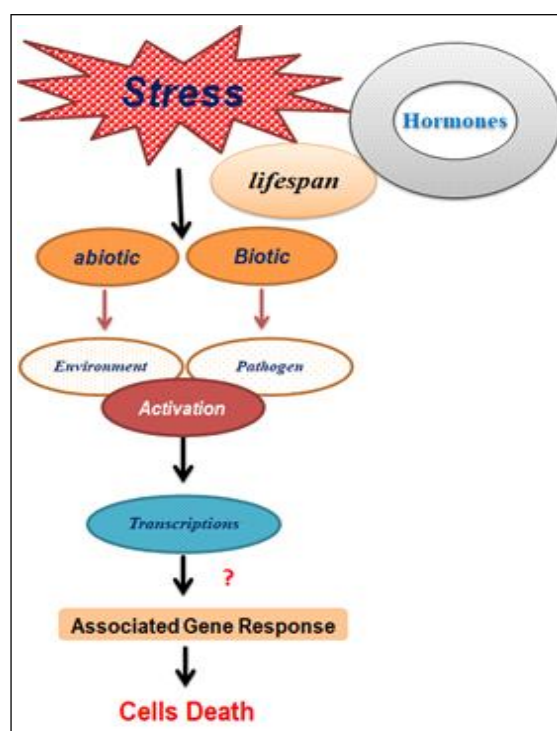 Stress
Hormones
lifespan
abiotic
Biotic
Environment
Pathogen
Activation
Transcriptions
?
Associated Gene Response
Cells Death